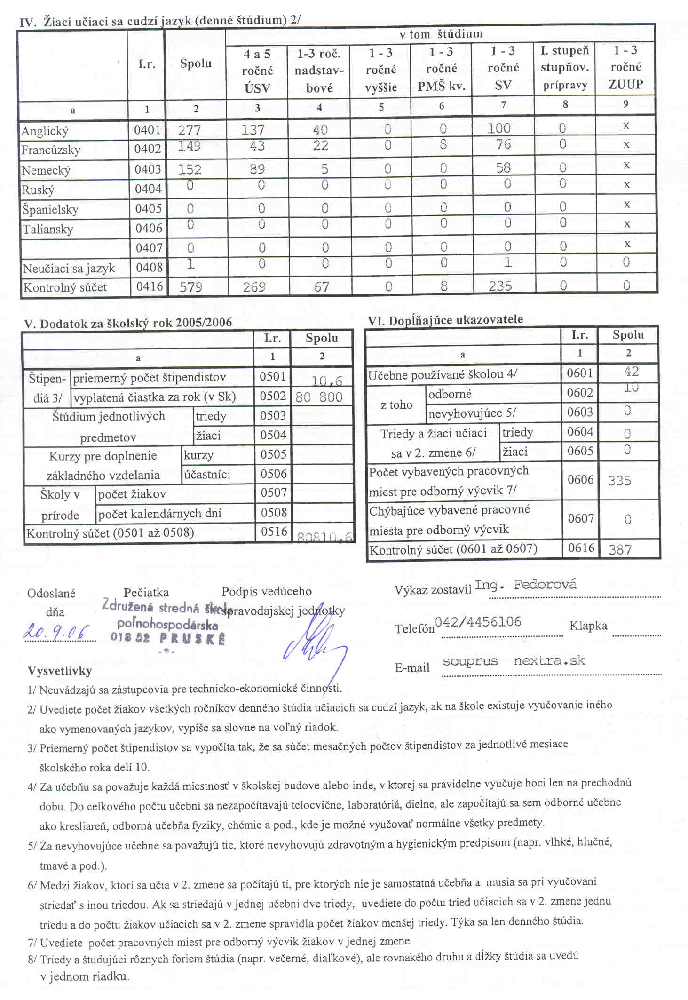 IV. Žiaci učiaci sa cudzí jazyk (denné štúdium) 2/
v tom štúdium
I.r. Spolu 4 a 5 ročné ÚSV 1-3 roč. nadstav- bové 1 - 3 ročné vyššie 1 - 3 ročné PMŠ kv. 1 - 3 ročné SV I. stupeň stupňov. prípravy 1 - 3 ročné ZUUP
a 1 2 3 4 5 6 7 8 9
Anglický 0401 277 137 40 0 0 100 0 x
Francúzsky 0402 149 43 22 0 8 76 0 x
Nemecký 0403 152 89 5 0 0 58 0 x
Ruský 0404 0 0 0 0 0 0 0 x
Španielsky 0405 0 0 0 0 0 0 0 x
Taliansky 0406 0 0 0 0 0 0 0 x
0407 0 0 0 0 0 0 0 x
Neučiaci sa jazyk 0408 1 0 0 0 0 1 0 0
Kontrolný súčet 0416 579 269 67 0 8 235 0 0
V. Dodatok za školský rok 2005/2006
I.r. Spolu
a 1 2
Štipen- diá 3/ priemerný počet štipendistov 0501 10,6
vyplatená čiastka za rok (v Sk) 0502 80 800
Štúdium jednotlivých predmetov triedy 0503
žiaci 0504
Kurzy pre doplnenie základného vzdelania kurzy 0505
účastníci 0506
Školy v prírode počet žiakov 0507
počet kalendárnych dní 0508
Kontrolný súčet (0501 až 0508) 0516 80810,6
VI. Dopĺňajúce ukazovatele
I.r. Spolu
a 1 2
Učebne používané školou 4/ 0601 42
z toho odborné 0602 10
nevyhovujúce 5/ 0603 0
Triedy a žiaci učiaci sa v 2. zmene 6/ triedy 0604 0
žiaci 0605 0
Počet vybavených pracovných miest pre odborný výcvik 7/ 0606 335
Chýbajúce vybavené pracovné miesta pre odborný výcvik 0607 0
Kontrolný súčet (0601 až 0607) 0616 387
Odoslané dňa
20.9.06
Pečiatka
Združená stredná škola
poľnohospodárska
018 52 PRUSKÉ
Podpis vedúceho
spravodajskej jednotky
Výkaz zostavil Ing. Fedorová
Telefón 042/4456106 Klapka
E-mail souprus nextra.sk
Vysvetlivky
1/ Neuvádzajú sa zástupcovia pre technicko-ekonomické činnosti.
2/ Uvediete počet žiakov všetkých ročníkov denného štúdia učiacich sa cudzí jazyk, ak na škole existuje vyučovanie iného
ako vymenovaných jazykov, vypíše sa slovne na voľný riadok.
3/ Priemerný počet štipendistov sa vypočíta tak, že sa súčet mesačných počtov štipendistov za jednotlivé mesiace
školského roka delí 10.
4/ Za učebňu sa považuje každá miestnosť v školskej budove alebo inde, v ktorej sa pravidelne vyučuje hoci len na prechodnú
dobu. Do celkového počtu učební sa nezapočítavajú telocvične, laboratóriá, dielne, ale započítajú sa sem odborné učebne
ako kresliareň, odborná učebňa fyziky, chémie a pod., kde je možné vyučovať normálne všetky predmety.
5/ Za nevyhovujúce učebne sa považujú tie, ktoré nevyhovujú zdravotným a hygienickým predpisom (napr. vlhké, hlučné,
tmavé a pod.).
6/ Medzi žiakov, ktorí sa učia v 2. zmene sa počítajú tí, pre ktorých nie je samostatná učebňa a musia sa pri vyučovaní
striedať s inou triedou. Ak sa striedajú v jednej učebni dve triedy, uvediete do počtu tried učiacich sa v 2. zmene jednu
triedu a do počtu žiakov učiacich sa v 2. zmene spravidla počet žiakov menšej triedy. Týka sa len denného štúdia.
7/ Uvediete počet pracovných miest pre odborný výcvik žiakov v jednej zmene.
8/ Triedy a študujúci rôznych foriem štúdia (napr. večerné, diaľkové), ale rovnakého druhu a dĺžky štúdia sa uvedú
v jednom riadku.